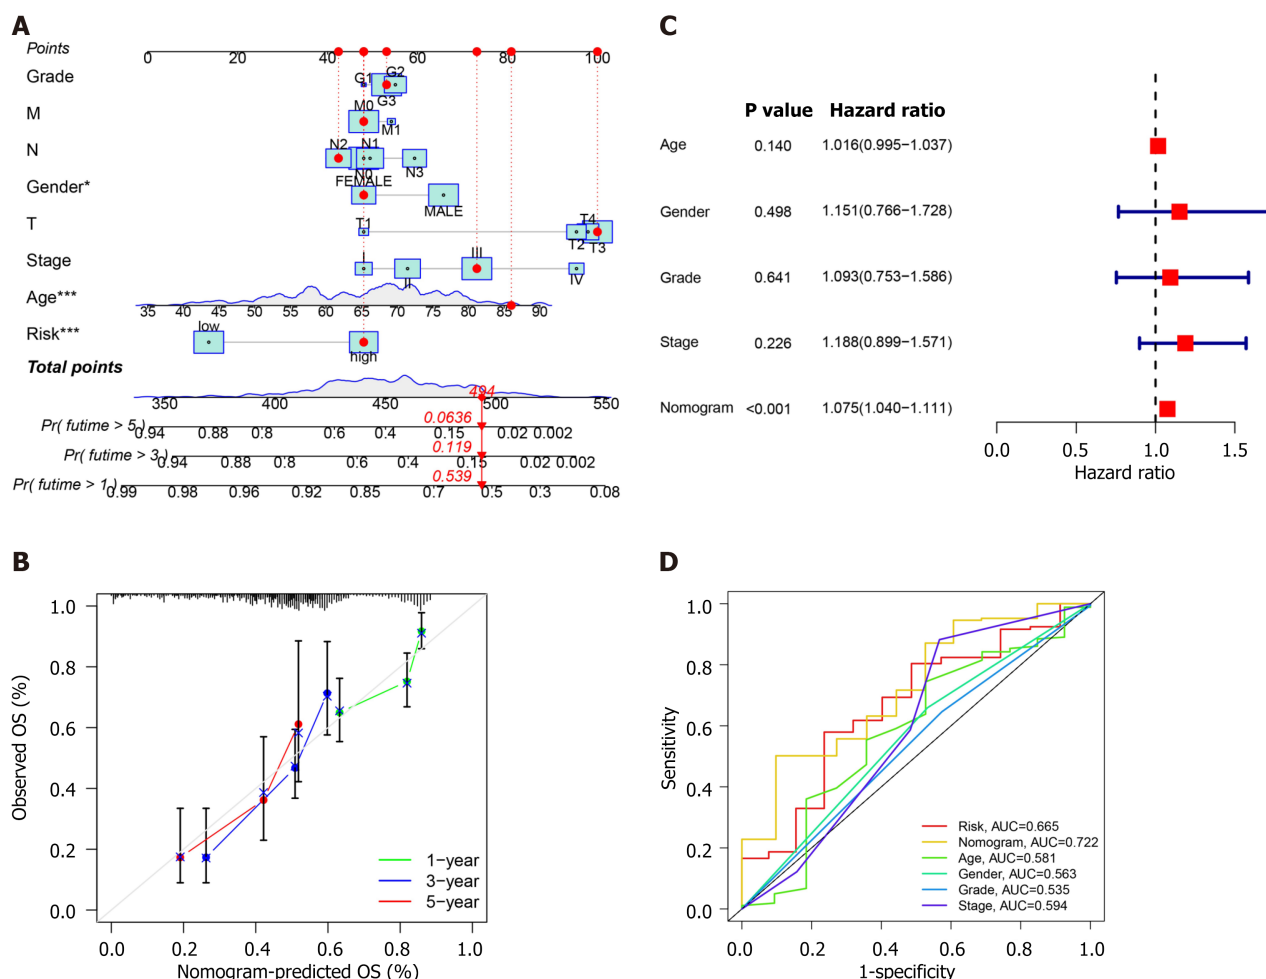 A
Points
0 20 40 60 80 100
Grade
G1 G2 G3
M
M0 M1
N
N2 N1 N0 N3
Gender*
FEMALE MALE
T
T1 T2 T4 T3
Stage
I II III IV
Age***
35 40 45 50 55 60 65 70 75 80 85 90
Risk***
low high
Total points
494
350 400 450 500 550
0.0636
Pr( futime > 5 )
0.94 0.88 0.8 0.6 0.4 0.15 0.02 0.002
0.119
Pr( futime > 3 )
0.94 0.88 0.8 0.6 0.4 0.15 0.02 0.002
0.539
Pr( futime > 1 )
0.99 0.98 0.96 0.92 0.85 0.7 0.5 0.3 0.08
C
P value Hazard ratio
Age 0.140 1.016(0.995−1.037)
Gender 0.498 1.151(0.766−1.728)
Grade 0.641 1.093(0.753−1.586)
Stage 0.226 1.188(0.899−1.571)
Nomogram <0.001 1.075(1.040−1.111)
0.0 0.5 1.0 1.5
Hazard ratio
B
Observed OS (%)
1.0
0.8
0.6
0.4
0.2
0.0
1−year
3−year
5−year
0.0 0.2 0.4 0.6 0.8 1.0
Nomogram-predicted OS (%)
D
Sensitivity
1.0
0.8
0.6
0.4
0.2
0.0
Risk, AUC=0.665
Nomogram, AUC=0.722
Age, AUC=0.581
Gender, AUC=0.563
Grade, AUC=0.535
Stage, AUC=0.594
0.0 0.2 0.4 0.6 0.8 1.0
1-specificity